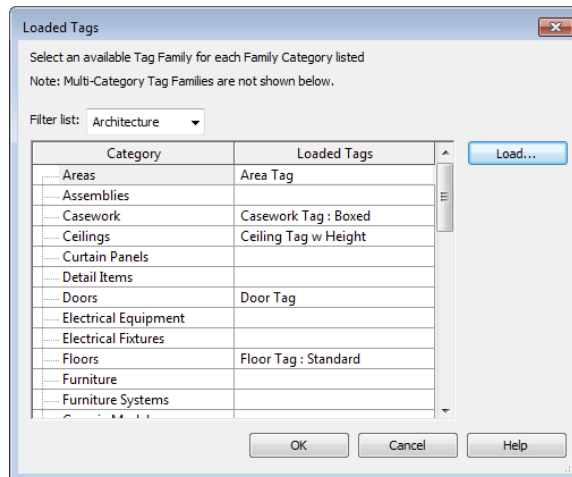 Loaded Tags
Select an available Tag Family for each Family Category listed
Note: Multi-Category Tag Families are not shown below.
Filter list: Architecture
Category Loaded Tags
Load...
Areas Area Tag
Assemblies
Casework Casework Tag : Boxed
Ceilings Ceiling Tag w Height
Curtain Panels
Detail Items
Doors Door Tag
Electrical Equipment
Electrical Fixtures
Floors Floor Tag : Standard
Furniture
Furniture Systems
OK Cancel Help